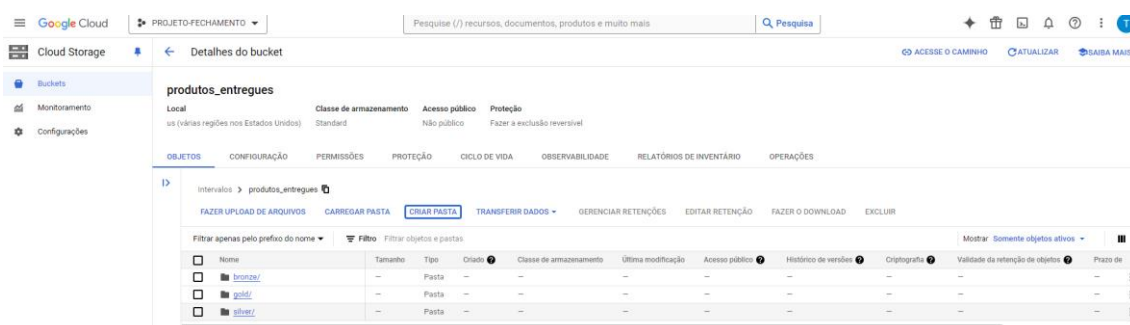 Google Cloud
PROJETO-FECHAMENTO
Pesquise (/) recursos, documentos, produtos e muito mais
Pesquisa
T
Cloud Storage
Detalhes do bucket
ACESSE O CAMINHO
ATUALIZAR
SAIBA MAIS
Buckets
Monitoramento
Configurações
produtos_entregues
Local Classe de armazenamento Acesso público Proteção
us (várias regiões nos Estados Unidos) Standard Não público Fazer a exclusão reversível
OBJETOS CONFIGURAÇÃO PERMISSÕES PROTEÇÃO CICLO DE VIDA OBSERVABILIDADE RELATÓRIOS DE INVENTÁRIO OPERAÇÕES
Intervalos > produtos_entregues
FAZER UPLOAD DE ARQUIVOS CARREGAR PASTA CRIAR PASTA TRANSFERIR DADOS GERENCIAR RETENÇÕES EDITAR RETENÇÃO FAZER O DOWNLOAD EXCLUIR
Filtrar apenas pelo prefixo do nome Filtro Filtrar objetos e pastas Mostrar Somente objetos ativos
Nome Tamanho Tipo Criado Classe de armazenamento Última modificação Acesso público Histórico de versões Criptografia Validade da retenção de objetos Prazo de
bronze/ — Pasta — — — — — — — —
gold/ — Pasta — — — — — — — —
silver/ — Pasta — — — — — — — —